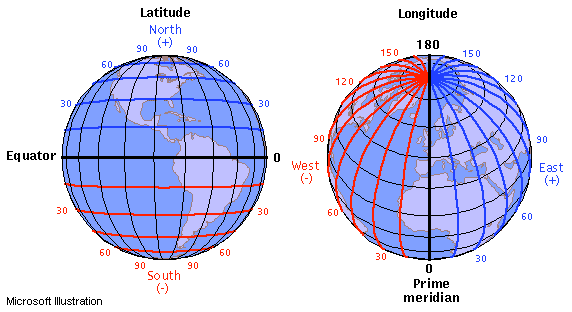 Latitude
North
(+)
90
90
60
60
30
30
Equator
0
30
30
60
60
90
90
South
(-)
Longitude
180
150
150
120
120
90
90
West
(-)
East
(+)
60
60
30
30
0
Prime
meridian
Microsoft Illustration